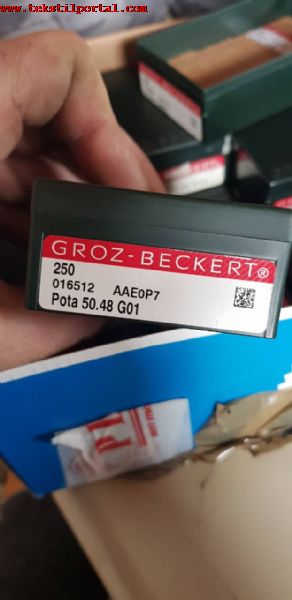 www.tekstilportal.com
GROZ-BECKERT®
250
016512 AAE0P7
Pota 50.48 G01